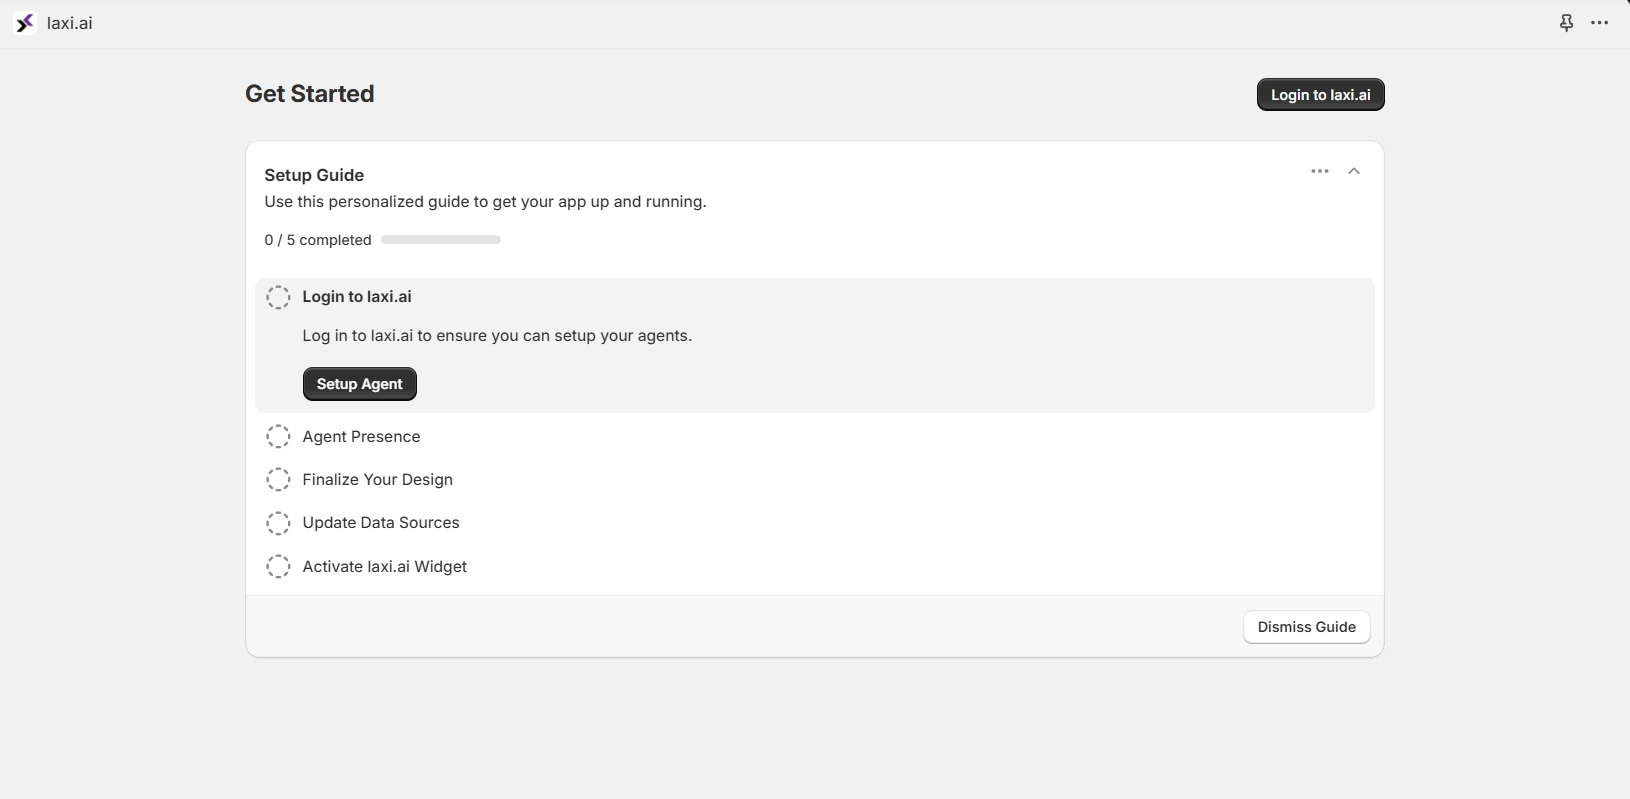 laxi.ai
Get Started
Login to laxi.ai
Setup Guide
Use this personalized guide to get your app up and running.
0 / 5 completed
Login to laxi.ai
Log in to laxi.ai to ensure you can setup your agents.
Setup Agent
Agent Presence
Finalize Your Design
Update Data Sources
Activate laxi.ai Widget
Dismiss Guide